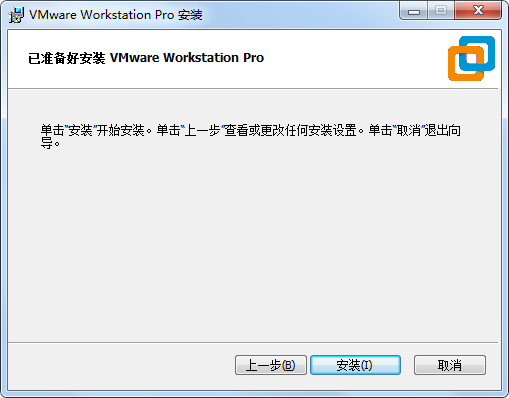 VMware Workstation Pro 安装
已准备好安装 VMware Workstation Pro
单击“安装”开始安装。单击“上一步”查看或更改任何安装设置。单击“取消”退出向
导。
上一步(B)
安装(I)
取消